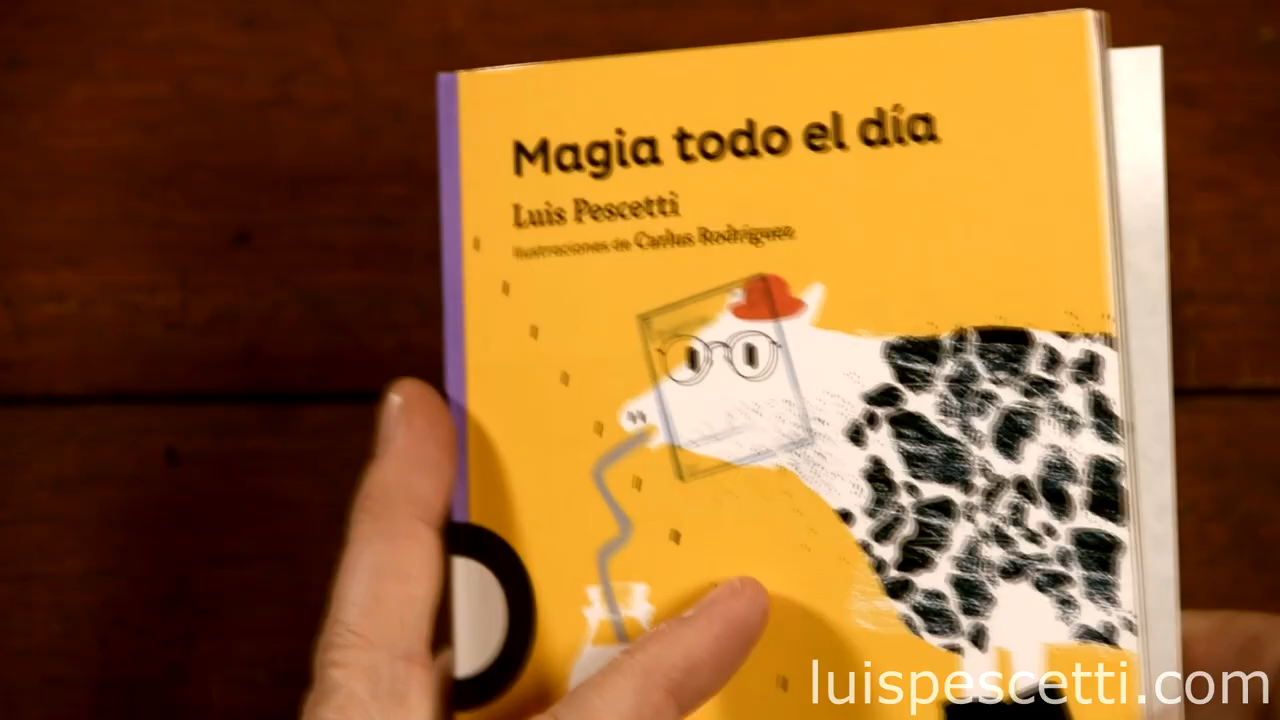 Magia todo el día
Luis Pescetti
Ilustraciones de Carlus Rodríguez
luispescetti.com